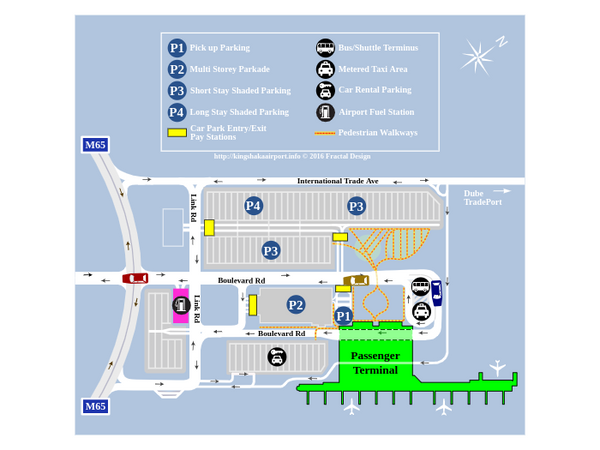 P1 Pick up Parking
P2 Multi Storey Parkade
P3 Short Stay Shaded Parking
P4 Long Stay Shaded Parking
Car Park Entry/Exit
Pay Stations
Bus/Shuttle Terminus
Metered Taxi Area
Car Rental Parking
Airport Fuel Station
Pedestrian Walkways
Z
http://kingshakaairport.info © 2016 Fractal Design
M65
International Trade Ave
Dube
TradePort
Link Rd
P4
P3
P3
Boulevard Rd
P2
P1
Link Rd
Boulevard Rd
Passenger
Terminal
M65